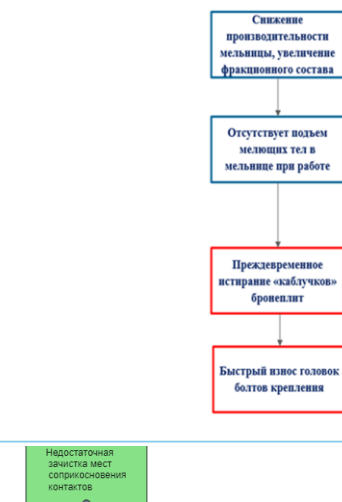 Снижение
производительности
мельницы, увеличение
фракционного состава
Отсутствует подъем
мелющих тел в
мельнице при работе
Преждевременное
истирание «каблучков»
бронеплит
Быстрый износ головок
болтов крепления
Недостаточная
зачистка мест
соприкосновения
контактов